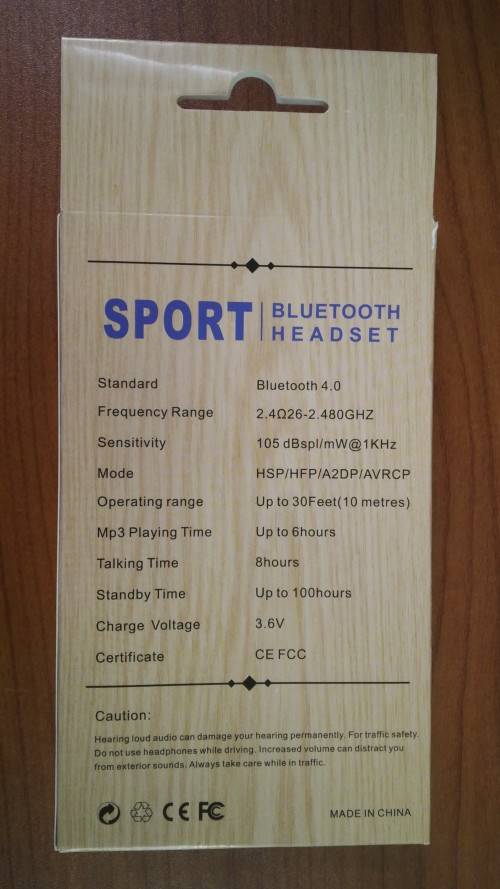 SPORT BLUETOOTH HEADSET
Standard Bluetooth 4.0
Frequency Range 2.4Ω26-2.480GHZ
Sensitivity 105 dBspl/mW@1KHz
Mode HSP/HFP/A2DP/AVRCP
Operating range Up to 30Feet(10 metres)
Mp3 Playing Time Up to 6hours
Talking Time 8hours
Standby Time Up to 100hours
Charge Voltage 3.6V
Certificate CE FCC
Caution:
Hearing loud audio can damage your hearing permanently. For traffic safety.
Do not use headphones while driving. Increased volume can distract you
from exterior sounds. Always take care while in traffic.
CE FC MADE IN CHINA